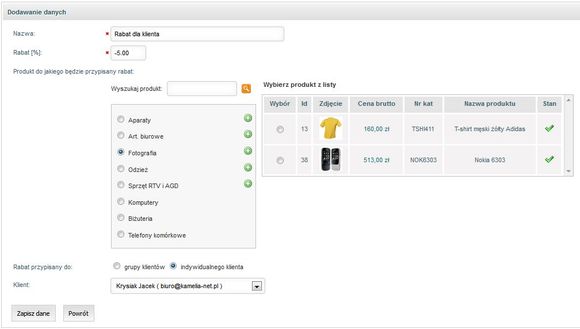 Dodawanie danych
Nazwa: × Rabat dla klienta
Rabat [%]: × -5.00
Produkt do jakiego będzie przypisany rabat:
Wyszukaj produkt:
Aparaty
Art. biurowe
Fotografia
Odzież
Sprzęt RTV i AGD
Komputery
Biżuteria
Telefony komórkowe
Wybierz produkt z listy
Wybór Id Zdjęcie Cena brutto Nr kat Nazwa produktu Stan
13 160,00 zł TSHI411 T-shirt męski żółty Adidas
38 513,00 zł NOK6303 Nokia 6303
Rabat przypisany do: grupy klientów indywidualnego klienta
Klient: Krysiak Jacek ( biuro@kamelia-net.pl )
Zapisz dane Powrót